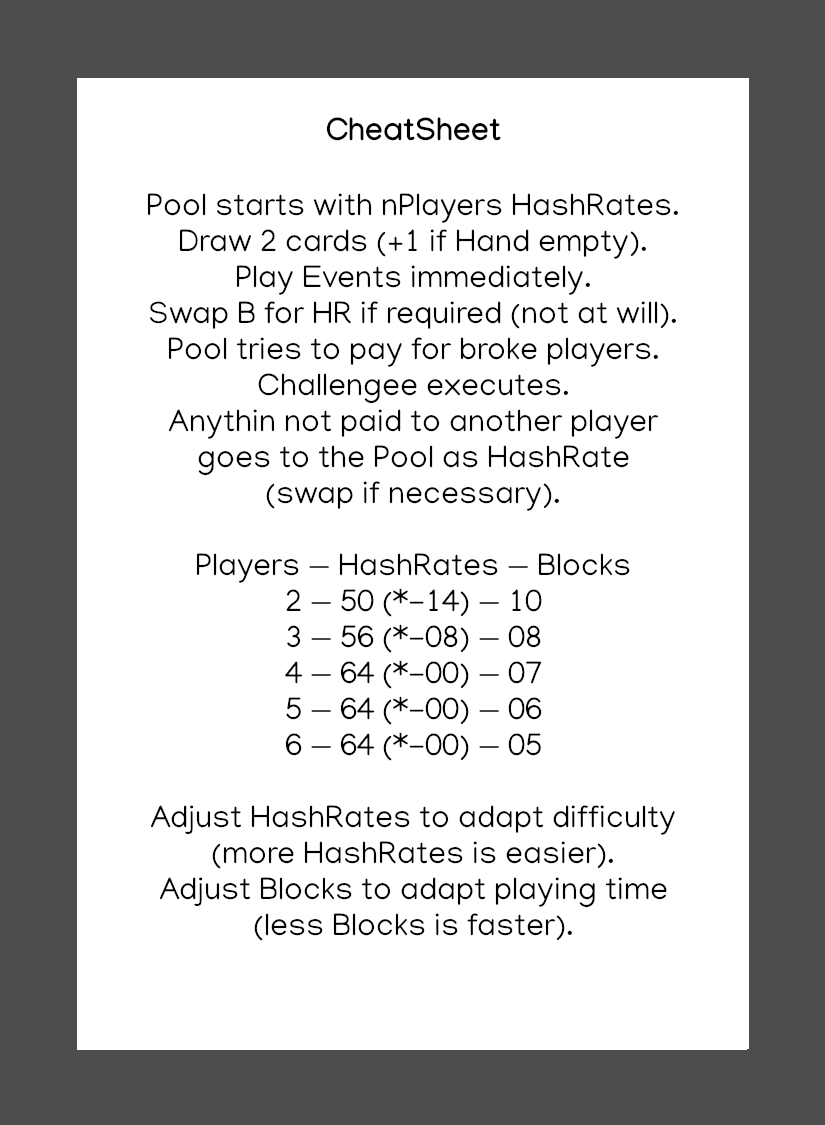 CheatSheet
Pool starts with nPlayers HashRates.
Draw 2 cards (+1 if Hand empty).
Play Events immediately.
Swap B for HR if required (not at will).
Pool tries to pay for broke players.
Challengee executes.
Anythin not paid to another player
goes to the Pool as HashRate
(swap if necessary).
Players – HashRates – Blocks
2 – 50 (*-14) – 10
3 – 56 (*-08) – 08
4 – 64 (*-00) – 07
5 – 64 (*-00) – 06
6 – 64 (*-00) – 05
Adjust HashRates to adapt difficulty
(more HashRates is easier).
Adjust Blocks to adapt playing time
(less Blocks is faster).